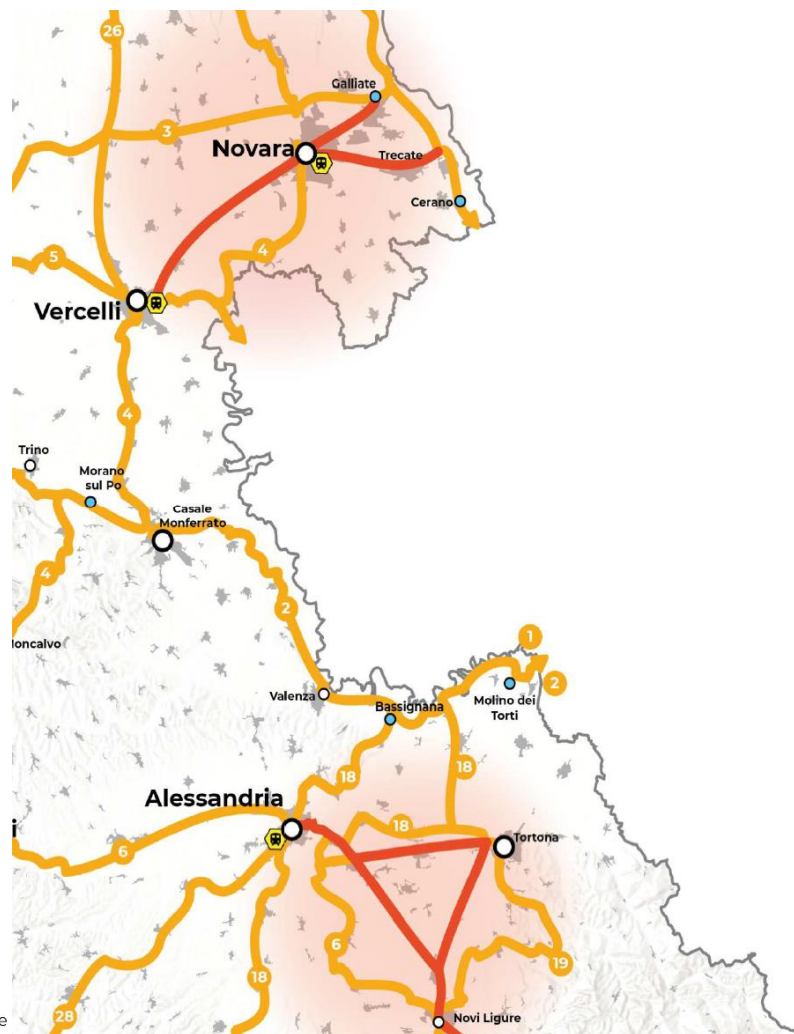 26
Galliate
3
Novara
Trecate
Cerano
4
5
Vercelli
4
Trino
Morano
sul Po
Casale
Monferrato
4
2
oncalvo
1
2
Valenza
Bassignana
Molino dei
Torti
18
18
Alessandria
18
i
Tortona
6
6
19
18
28
Novi Ligure
e